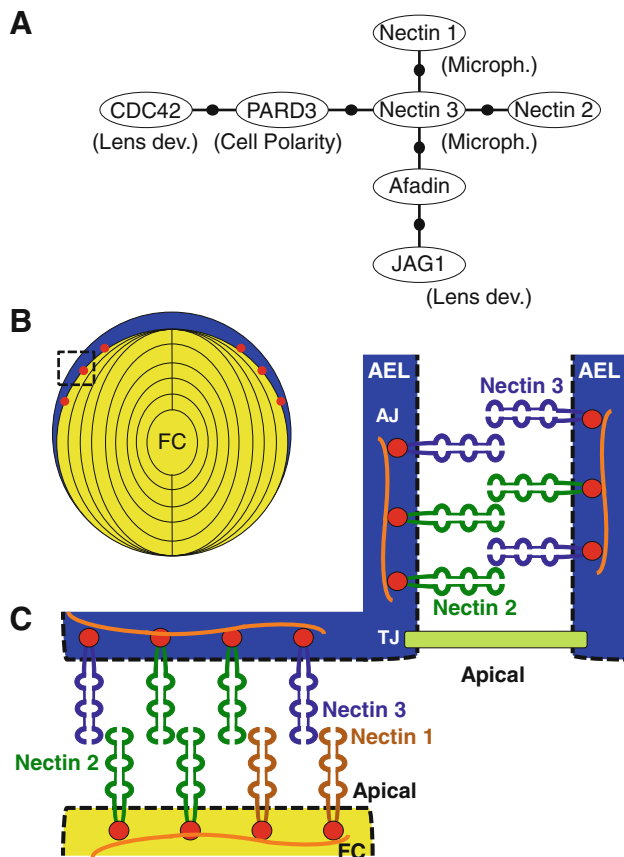 A
Nectin 1
(Microph.)
CDC42
PARD3
Nectin 3
Nectin 2
(Lens dev.)
(Cell Polarity)
(Microph.)
Afadin
JAG1
(Lens dev.)
B
FC
AEL
AEL
Nectin 3
AJ
Nectin 2
TJ
Apical
C
Nectin 3
Nectin 1
Nectin 2
Apical
FC